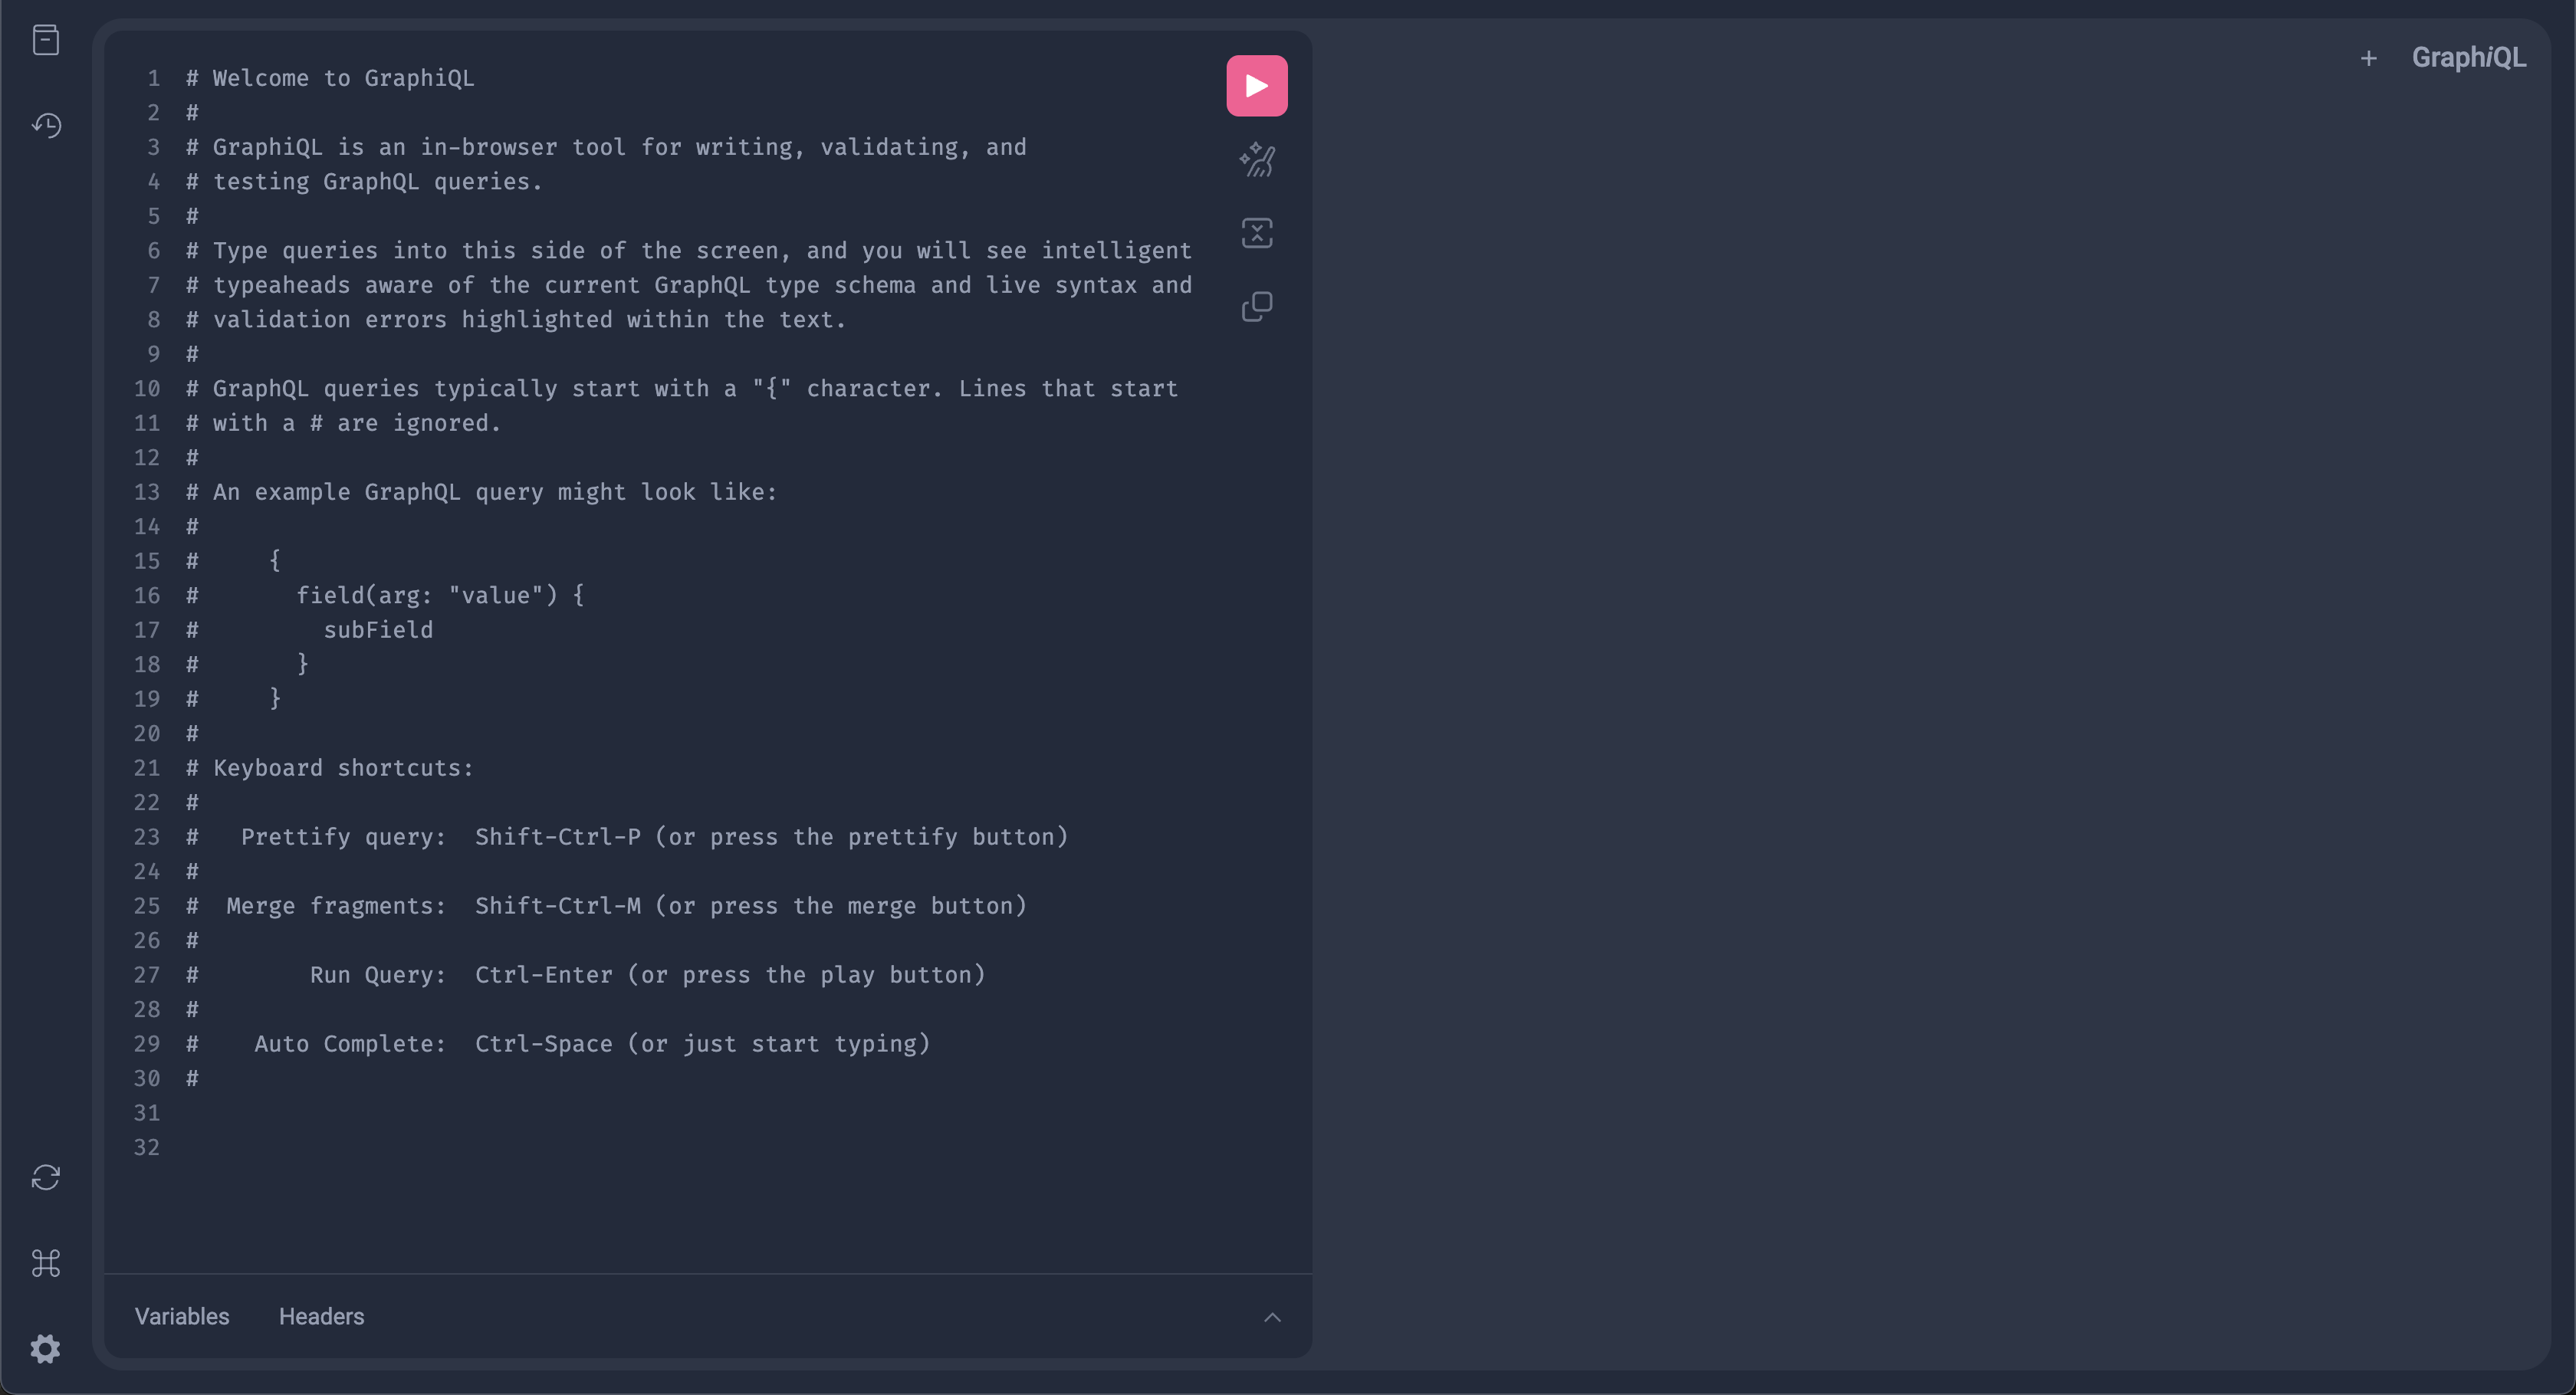 + GraphiQL
1 # Welcome to GraphiQL
2 #
3 # GraphiQL is an in-browser tool for writing, validating, and
4 # testing GraphQL queries.
5 #
6 # Type queries into this side of the screen, and you will see intelligent
7 # typeaheads aware of the current GraphQL type schema and live syntax and
8 # validation errors highlighted within the text.
9 #
10 # GraphQL queries typically start with a "{" character. Lines that start
11 # with a # are ignored.
12 #
13 # An example GraphQL query might look like:
14 #
15 #     {
16 #       field(arg: "value") {
17 #         subField
18 #       }
19 #     }
20 #
21 # Keyboard shortcuts:
22 #
23 #   Prettify query:  Shift-Ctrl-P (or press the prettify button)
24 #
25 #  Merge fragments:  Shift-Ctrl-M (or press the merge button)
26 #
27 #        Run Query:  Ctrl-Enter (or press the play button)
28 #
29 #    Auto Complete:  Ctrl-Space (or just start typing)
30 #
31
32
Variables Headers